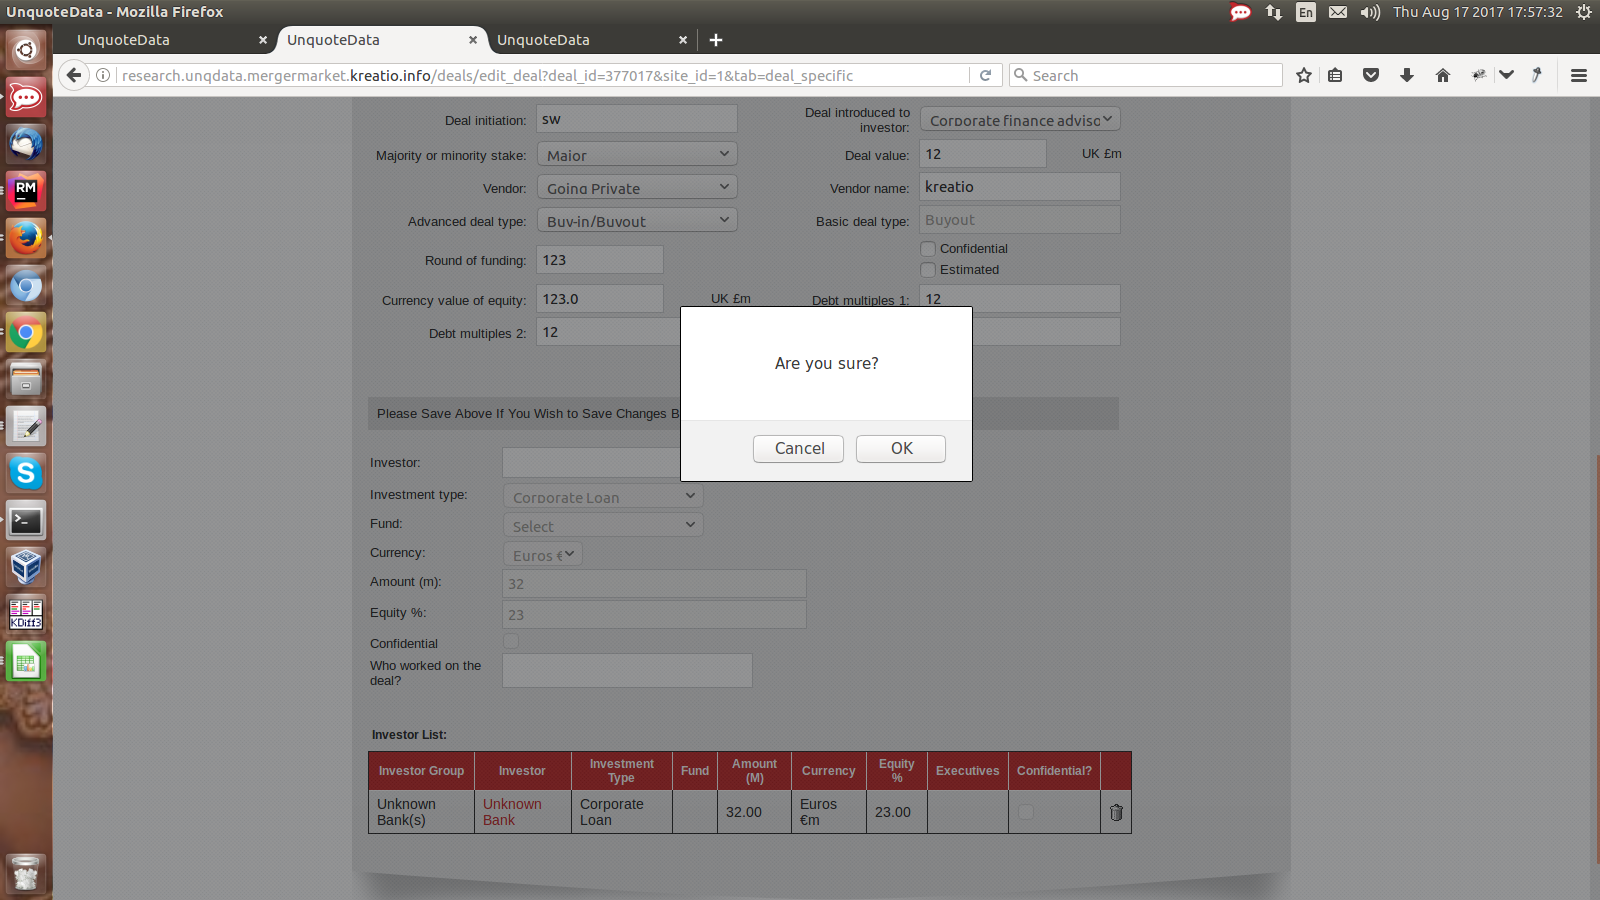 UnquoteData - Mozilla Firefox
En
Thu Aug 17 2017 17:57:32
UnquoteData
UnquoteData
UnquoteData
research.unqdata.mergermarket.kreatio.info/deals/edit_deal?deal_id=377017&site_id=1&tab=deal_specific
Search
Deal initiation: sw
Deal introduced to
investor:
Corporate finance adviso
Majority or minority stake: Major
Deal value: 12 UK £m
Vendor: Going Private
Vendor name: kreatio
Advanced deal type: Buy-in/Buyout
Basic deal type: Buyout
Confidential
Round of funding: 123
Estimated
Currency value of equity: 123.0 UK £m
Debt multiples 1: 12
Debt multiples 2: 12
Are you sure?
Cancel OK
Please Save Above If You Wish to Save Changes B
Investor:
Investment type: Corporate Loan
Fund: Select
Currency: Euros €
Amount (m): 32
Equity %: 23
Confidential
Who worked on the
deal?
Investor List:
Investor Group Investor Investment Type Fund Amount (M) Currency Equity % Executives Confidential?
Unknown Bank(s) Unknown Bank Corporate Loan 32.00 Euros €m 23.00
RM
KDiff3